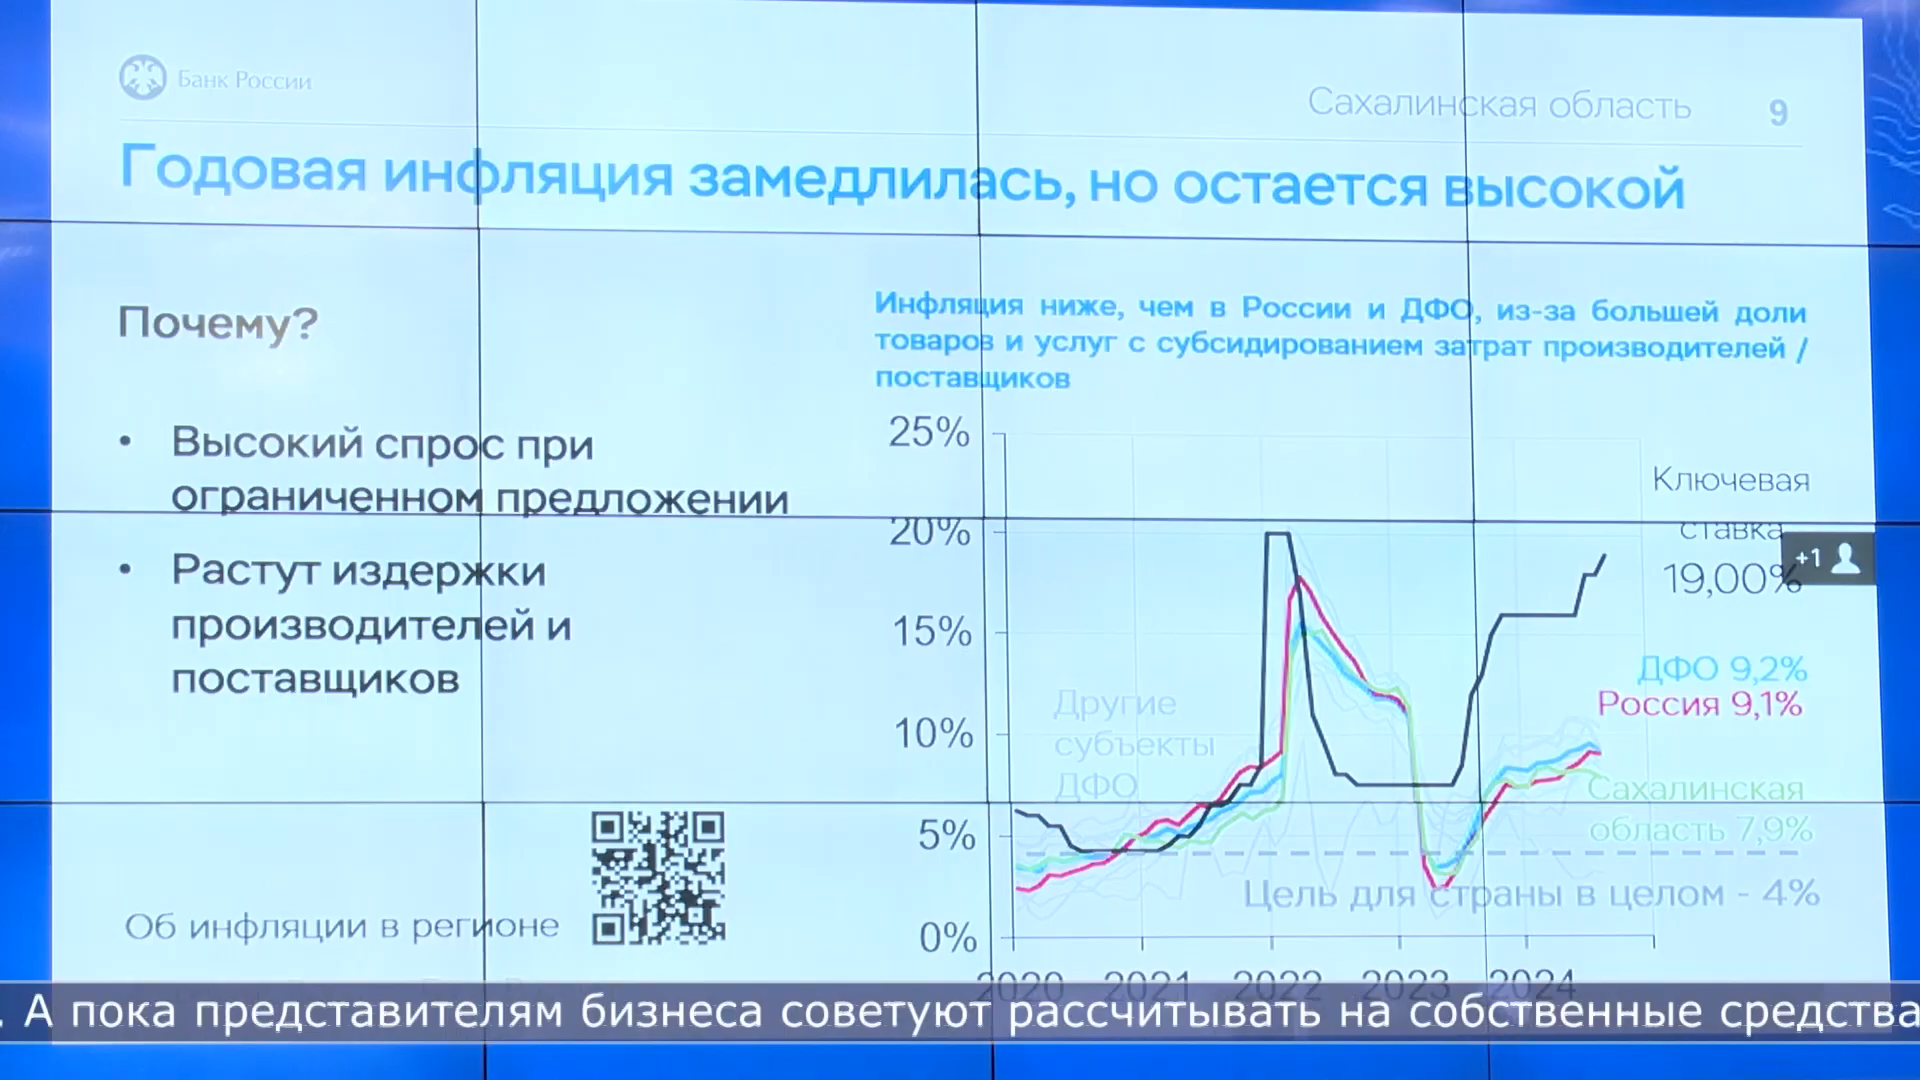 Банк России
Сахалинская область
9
Годовая инфляция замедлилась, но остается высокой
Почему?
• Высокий спрос при
ограниченном предложении
• Растут издержки
производителей и
поставщиков
Об инфляции в регионе
Инфляция ниже, чем в России и ДФО, из-за большей доли
товаров и услуг с субсидированием затрат производителей /
поставщиков
25%
20%
15%
10%
5%
0%
Другие
субъекты
ДФО
Ключевая
ставка
19,00%
+1
ДФО 9,2%
Россия 9,1%
Сахалинская
область 7,9%
Цель для страны в целом - 4%
2020 2021 2022 2023 2024
. А пока представителям бизнеса советуют рассчитывать на собственные средства